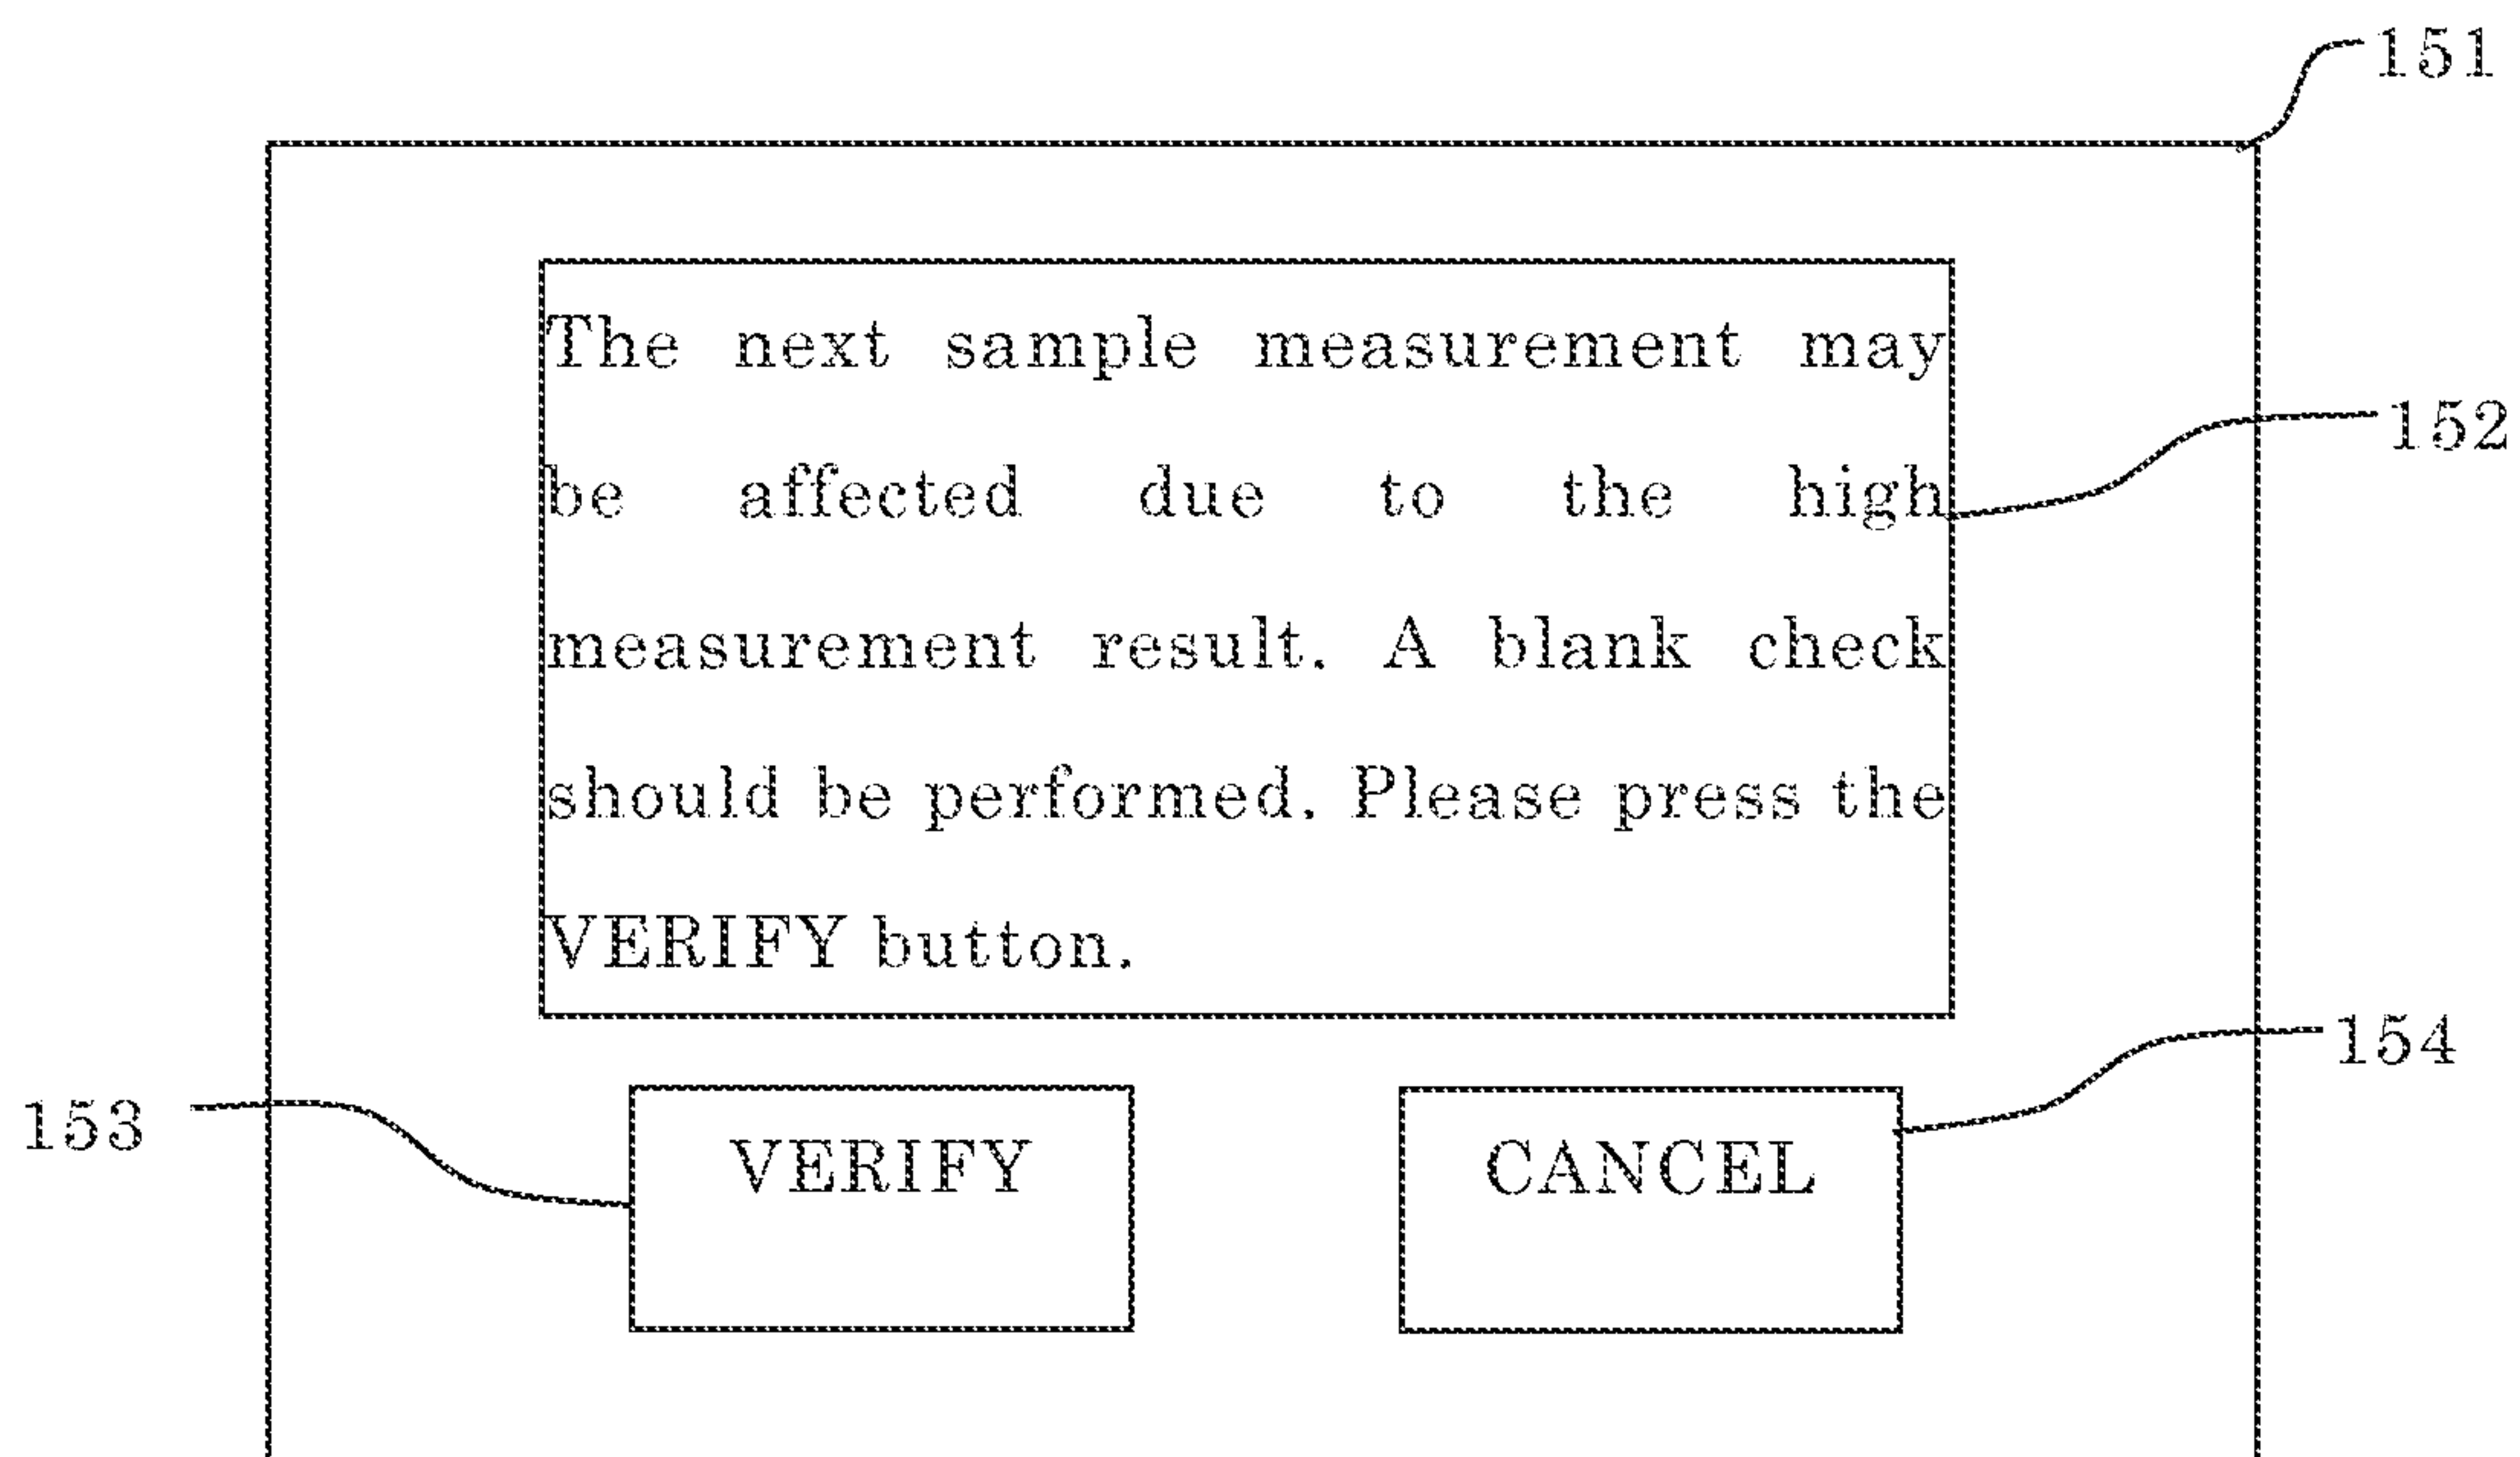 151
The next sample measurement may
152
be affected due to the high
measurement result. A blank check
should be performed. Please press the
VERIFY button.
154
153
VERIFY CANCEL